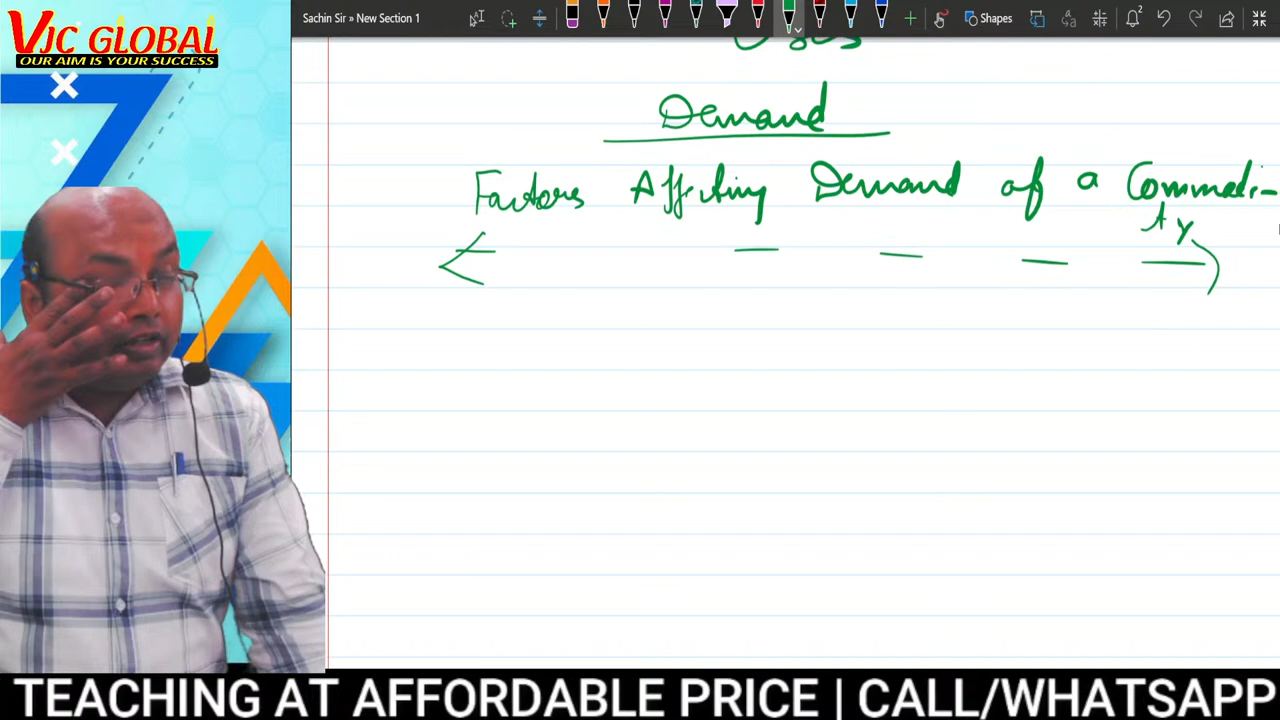 VJC GLOBAL
OUR AIM IS YOUR SUCCESS
Sachin Sir » New Section 1
Shapes
2
Demand
Factors Affecting Demand of a Commodi-
ty
TEACHING AT AFFORDABLE PRICE | CALL/WHATSAPP